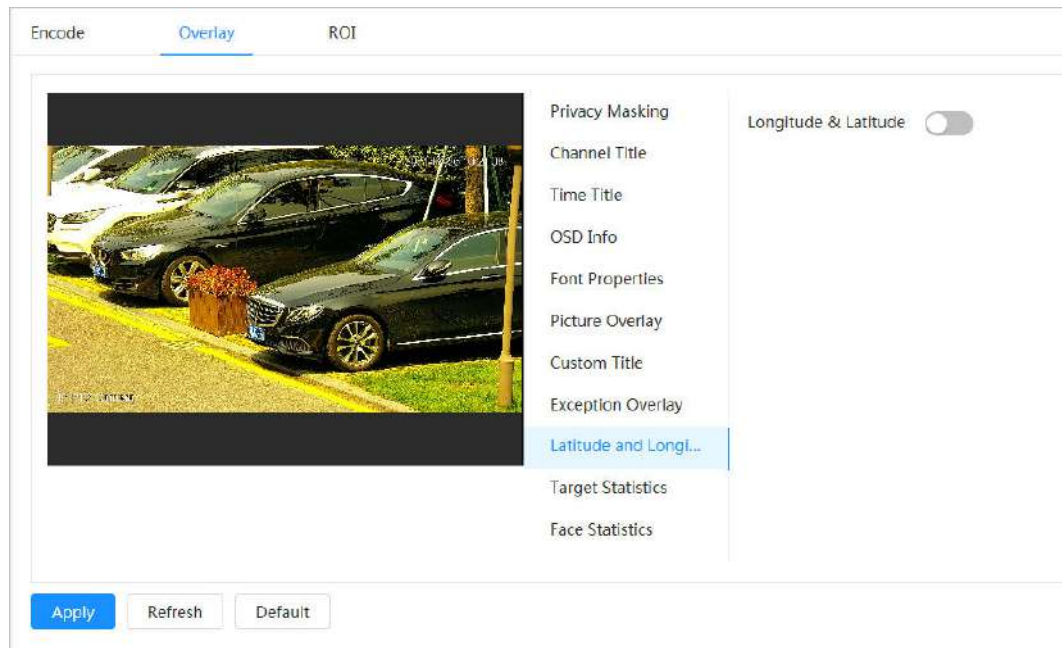 Encode
Overlay
ROI
Privacy Masking
Channel Title
Time Title
OSD Info
Font Properties
Picture Overlay
Custom Title
Exception Overlay
Latitude and Longi...
Target Statistics
Face Statistics
Longitude & Latitude
Apply
Refresh
Default